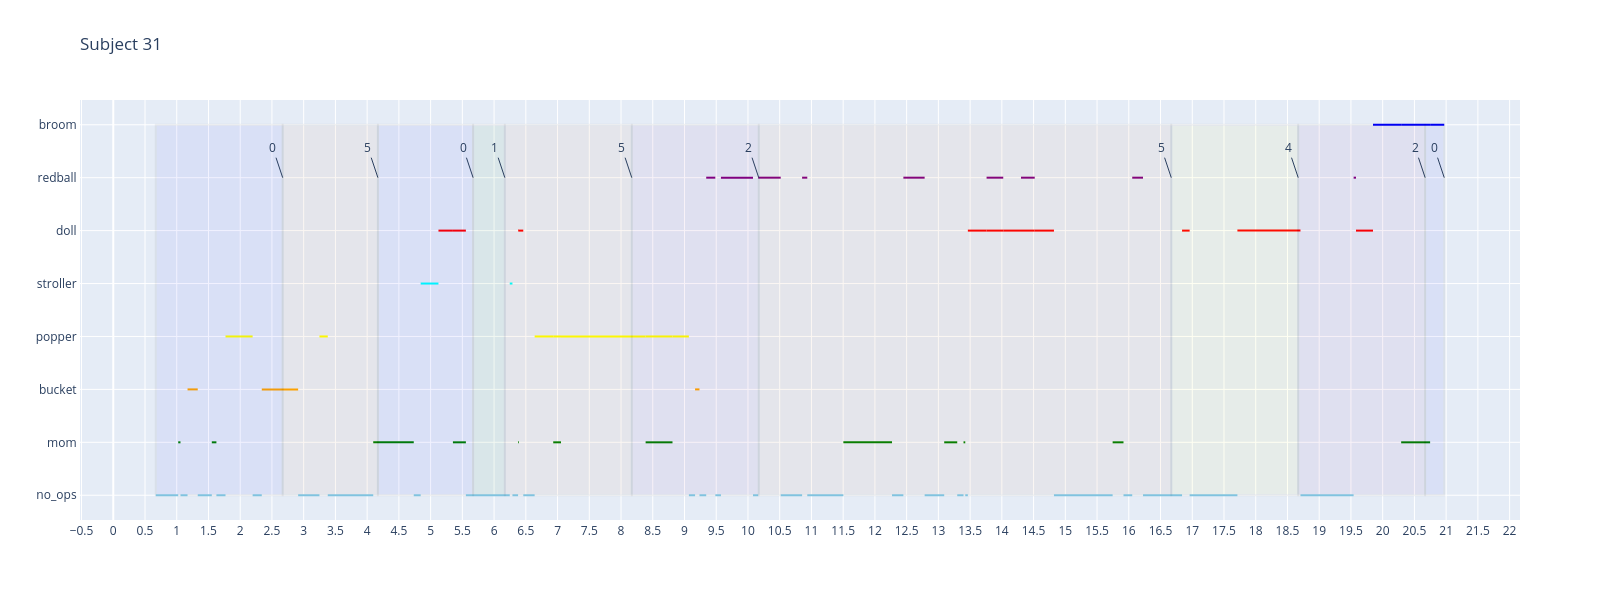 Subject 31
broom
0 5 0 1 5 2 5 4 2 0
redball
doll
stroller
popper
bucket
mom
no_ops
−0.5 0 0.5 1 1.5 2 2.5 3 3.5 4 4.5 5 5.5 6 6.5 7 7.5 8 8.5 9 9.5 10 10.5 11 11.5 12 12.5 13 13.5 14 14.5 15 15.5 16 16.5 17 17.5 18 18.5 19 19.5 20 20.5 21 21.5 22